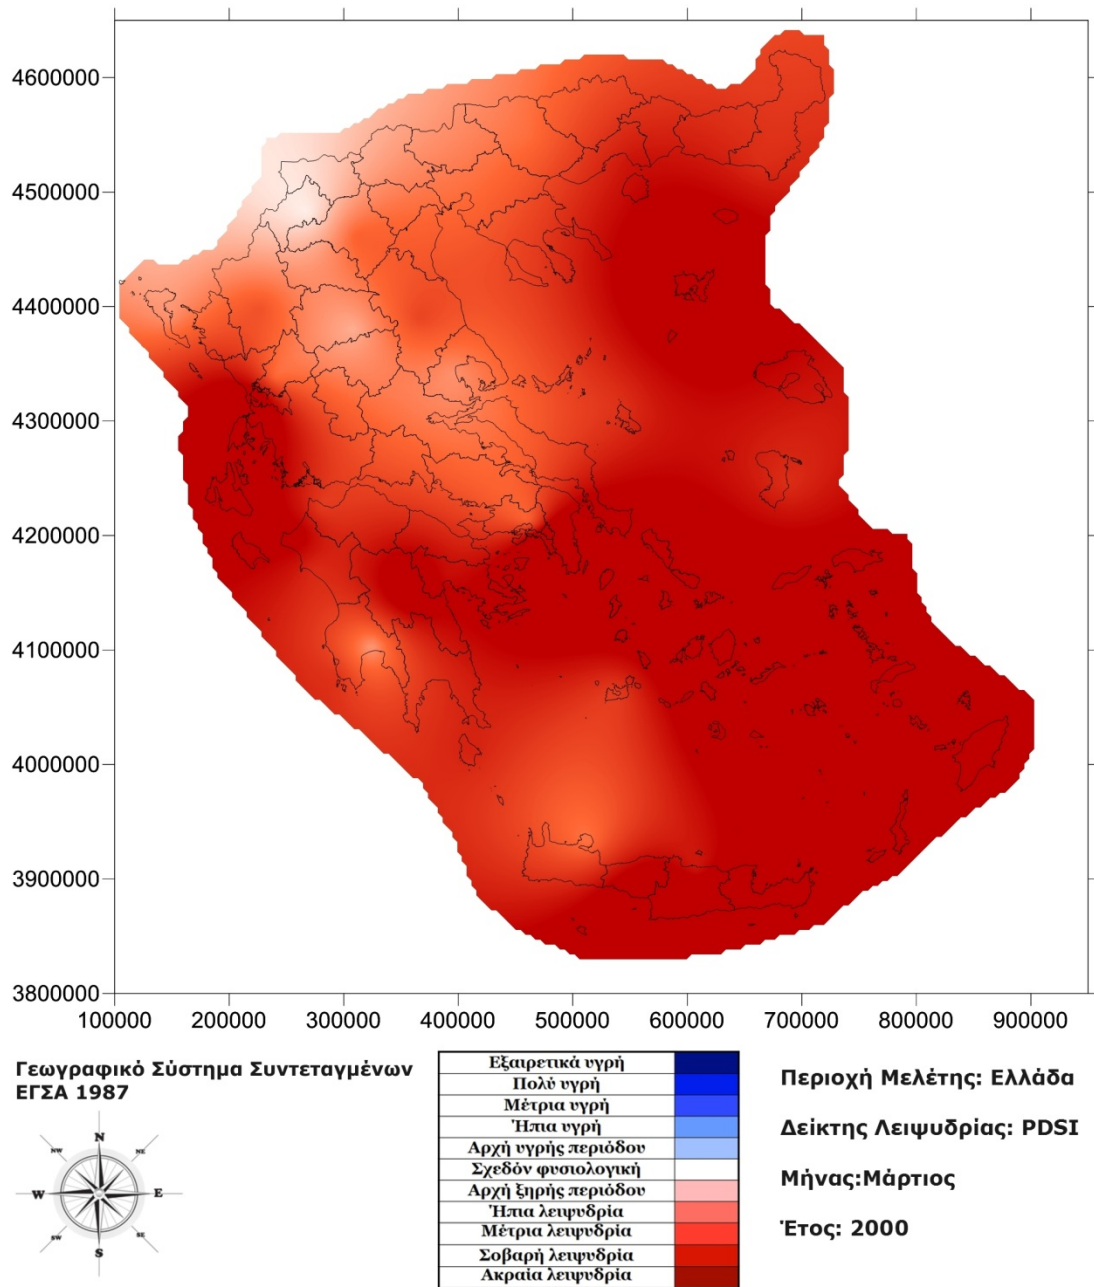 4600000
4500000
4400000
4300000
4200000
4100000
4000000
3900000
3800000
100000 200000 300000 400000 500000 600000 700000 800000 900000
Γεωγραφικό Σύστημα Συντεταγμένων
ΕΓΣΑ 1987
N
NE
E
SE
S
SW
W
NW
Εξαιρετικά υγρή
Πολύ υγρή
Μέτρια υγρή
Ήπια υγρή
Αρχή υγρής περιόδου
Σχεδόν φυσιολογική
Αρχή ξηρής περιόδου
Ήπια λειψυδρία
Μέτρια λειψυδρία
Σοβαρή λειψυδρία
Ακραία λειψυδρία
Περιοχή Μελέτης: Ελλάδα
Δείκτης Λειψυδρίας: PDSI
Μήνας:Μάρτιος
Έτος: 2000